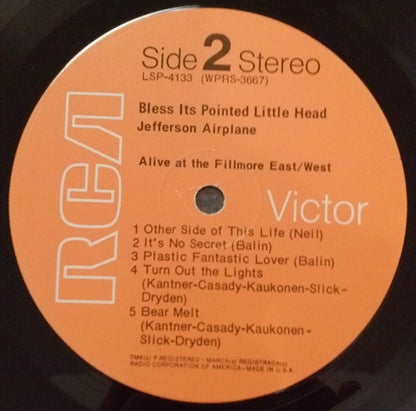 Side 2 Stereo
LSP-4133 (WPRS-3667)
Bless Its Pointed Little Head
Jefferson Airplane
Alive at the Fillmore East/West
RCA
Victor
1 Other Side of This Life (Neil)
2 It's No Secret (Balin)
3 Plastic Fantastic Lover (Balin)
4 Turn Out the Lights
(Kantner-Casady-Kaukonen-Slick-
Dryden)
5 Bear Melt
(Kantner-Casady-Kaukonen-
Slick-Dryden)
TMK(s) ® REGISTERED - MARCA(s) REGISTRADA(s)
RADIO CORPORATION OF AMERICA-MADE IN U.S.A.